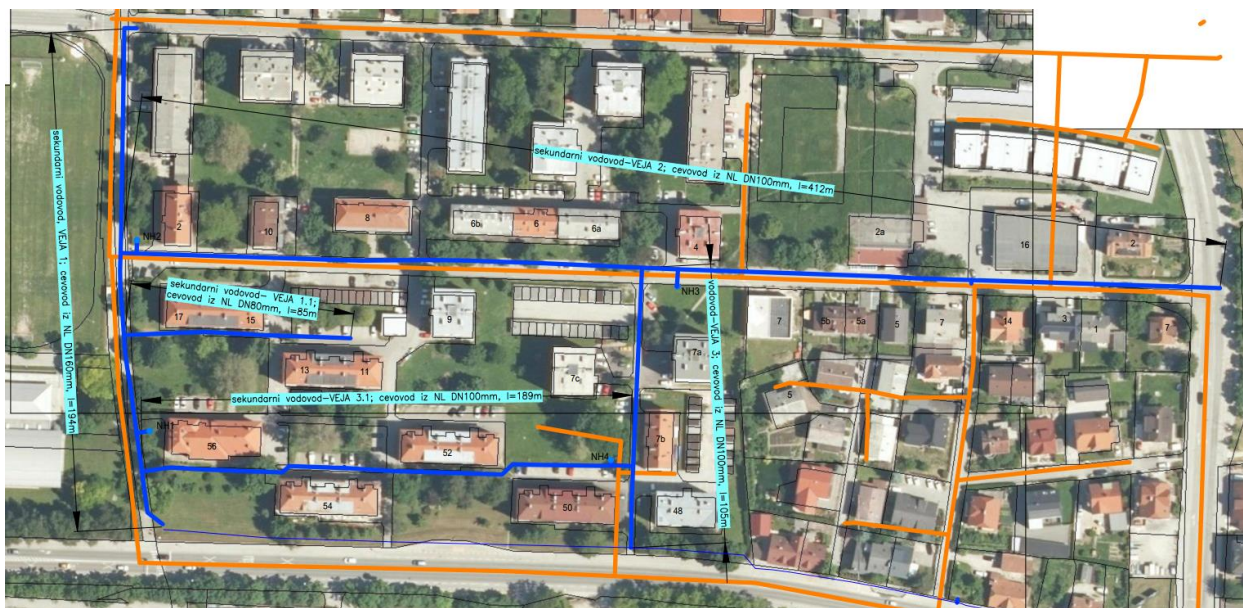 sekundarni vodovod-VEJA 2; cevovod iz NL DN100mm, l=412m
2
10
8
6b
6
6a
4
2a
16
2
NH2
NH3
sekundarni vodovod, VEJA 1; cevovod iz NL DN160mm, l=194m
sekundarni vodovod- VEJA 1.1;
cevovod iz NL DN80mm, l=85m
17
15
9
7
5b
5a
5
7
14
3
1
7
vodovod-VEJA 3; cevovod iz NL DN100mm, l=105m
7a
13
11
7c
5
sekundarni vodovod-VEJA 3.1; cevovod iz NL DN100mm, l=189m
NH1
56
52
7b
NH4
54
50
48